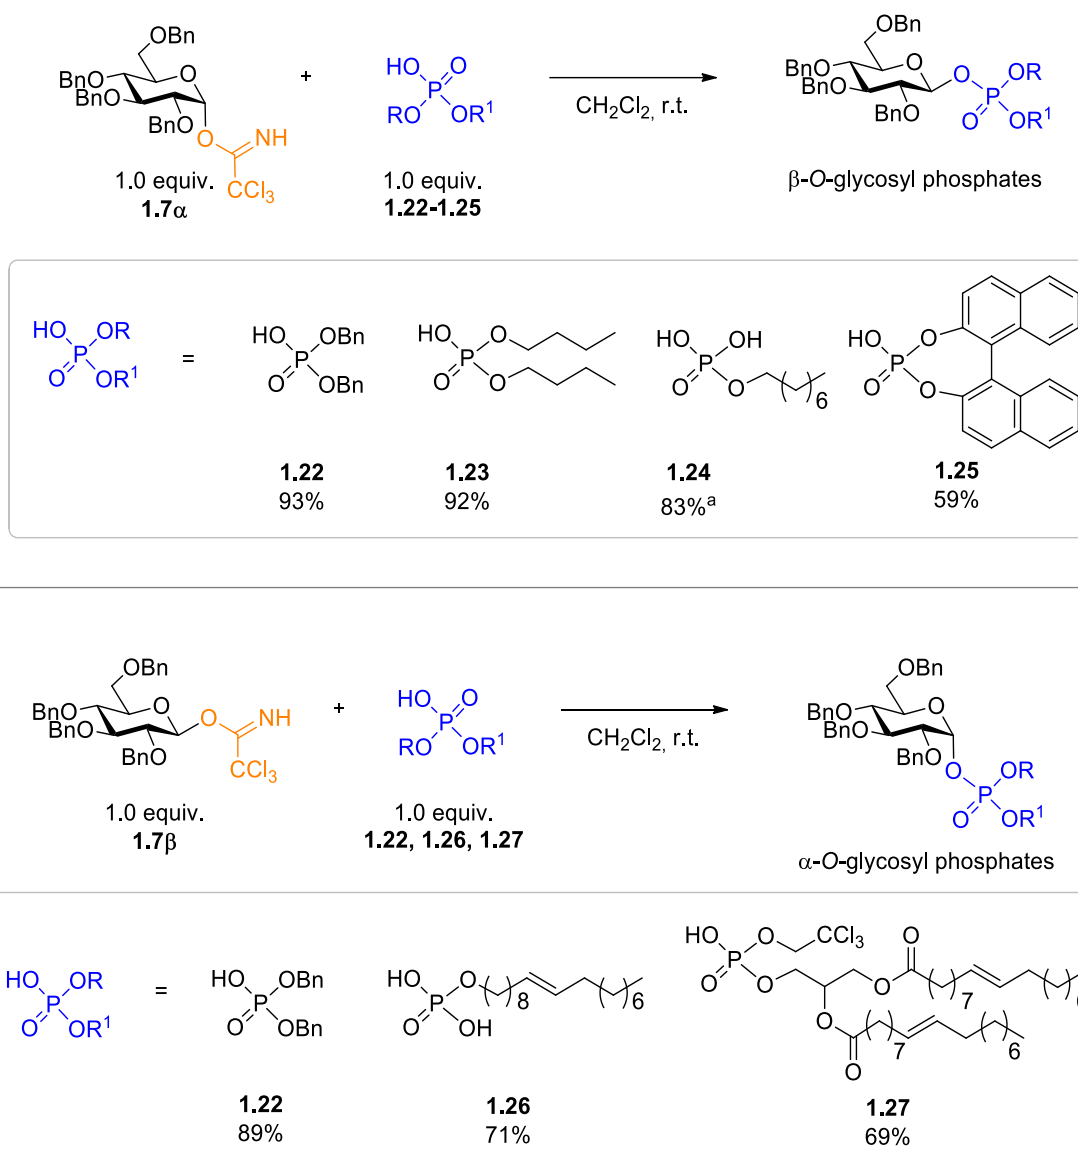 OBn
BnO
BnO
BnO
O
O
NH
CCl3
+
HO
O
P
RO
OR1
CH2Cl2, r.t.
OBn
BnO
BnO
BnO
O
O
P
O
OR
OR1
1.0 equiv.
1.7α
1.0 equiv.
1.22-1.25
β-O-glycosyl phosphates
HO
OR
P
O
OR1
=
HO
OBn
P
O
OBn
HO
O
P
O
O
HO
OH
P
O
O
6
HO
O
P
O
O
1.22
93%
1.23
92%
1.24
83%a
1.25
59%
OBn
BnO
BnO
BnO
O
O
NH
CCl3
+
HO
O
P
RO
OR1
CH2Cl2, r.t.
OBn
BnO
BnO
BnO
O
O
P
O
OR
OR1
1.0 equiv.
1.7β
1.0 equiv.
1.22, 1.26, 1.27
α-O-glycosyl phosphates
HO
OR
P
O
OR1
=
HO
OBn
P
O
OBn
HO
O
P
O
OH
8
6
HO
O
CCl3
P
O
O
O
O
7
O
O
7
6
1.22
89%
1.26
71%
1.27
69%